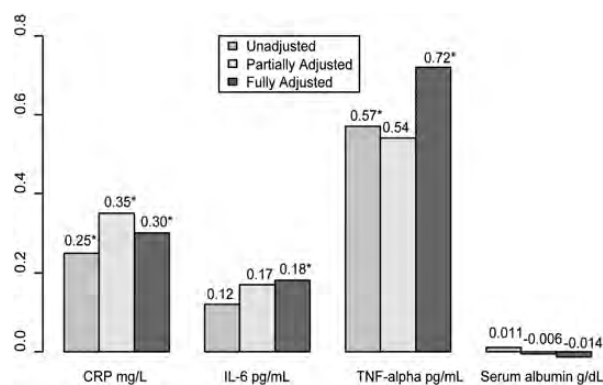 0.8
0.6
0.4
0.2
0.0
Unadjusted
Partially Adjusted
Fully Adjusted
0.25*
0.35*
0.30*
0.12
0.17
0.18*
0.57*
0.54
0.72*
0.011
-0.006
-0.014
CRP mg/L
IL-6 pg/mL
TNF-alpha pg/mL
Serum albumin g/dL